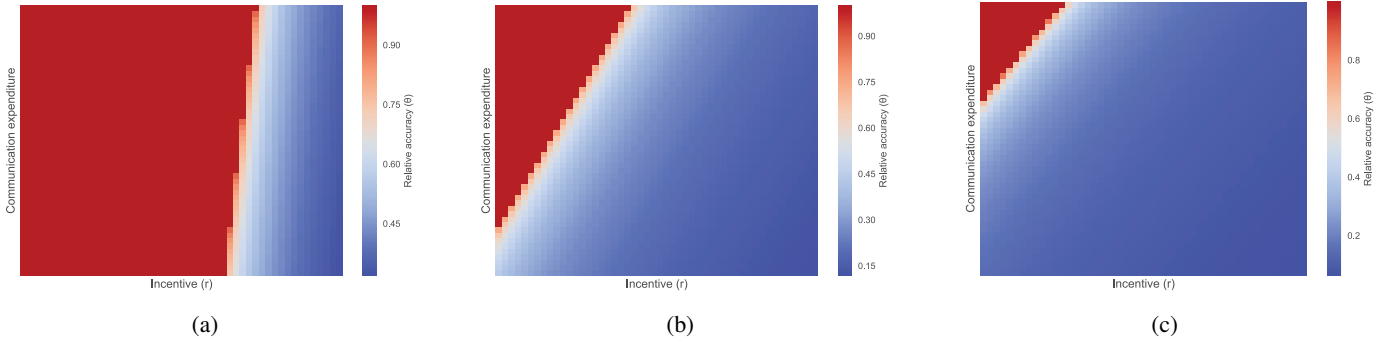 Communication expenditure
Incentive (r)
0.90
0.75
0.60
0.45
Relative accuracy (θ)
(a)
Communication expenditure
Incentive (r)
0.90
0.75
0.60
0.45
0.30
0.15
Relative accuracy (θ)
(b)
Communication expenditure
Incentive (r)
0.8
0.6
0.4
0.2
Relative accuracy (θ)
(c)